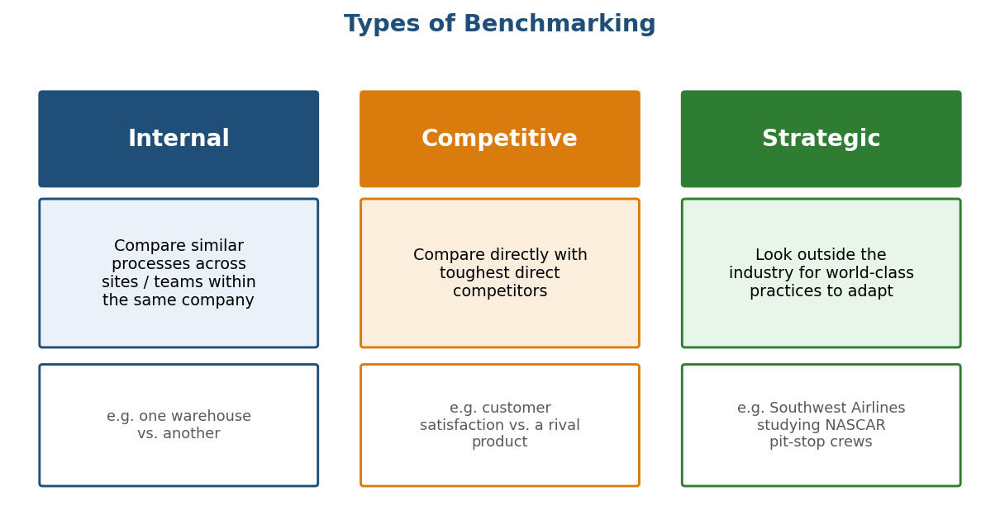 Types of Benchmarking
Internal
Competitive
Strategic
Compare similar
processes across
sites / teams within
the same company
Compare directly with
toughest direct
competitors
Look outside the
industry for world-class
practices to adapt
e.g. one warehouse
vs. another
e.g. customer
satisfaction vs. a rival
product
e.g. Southwest Airlines
studying NASCAR
pit-stop crews